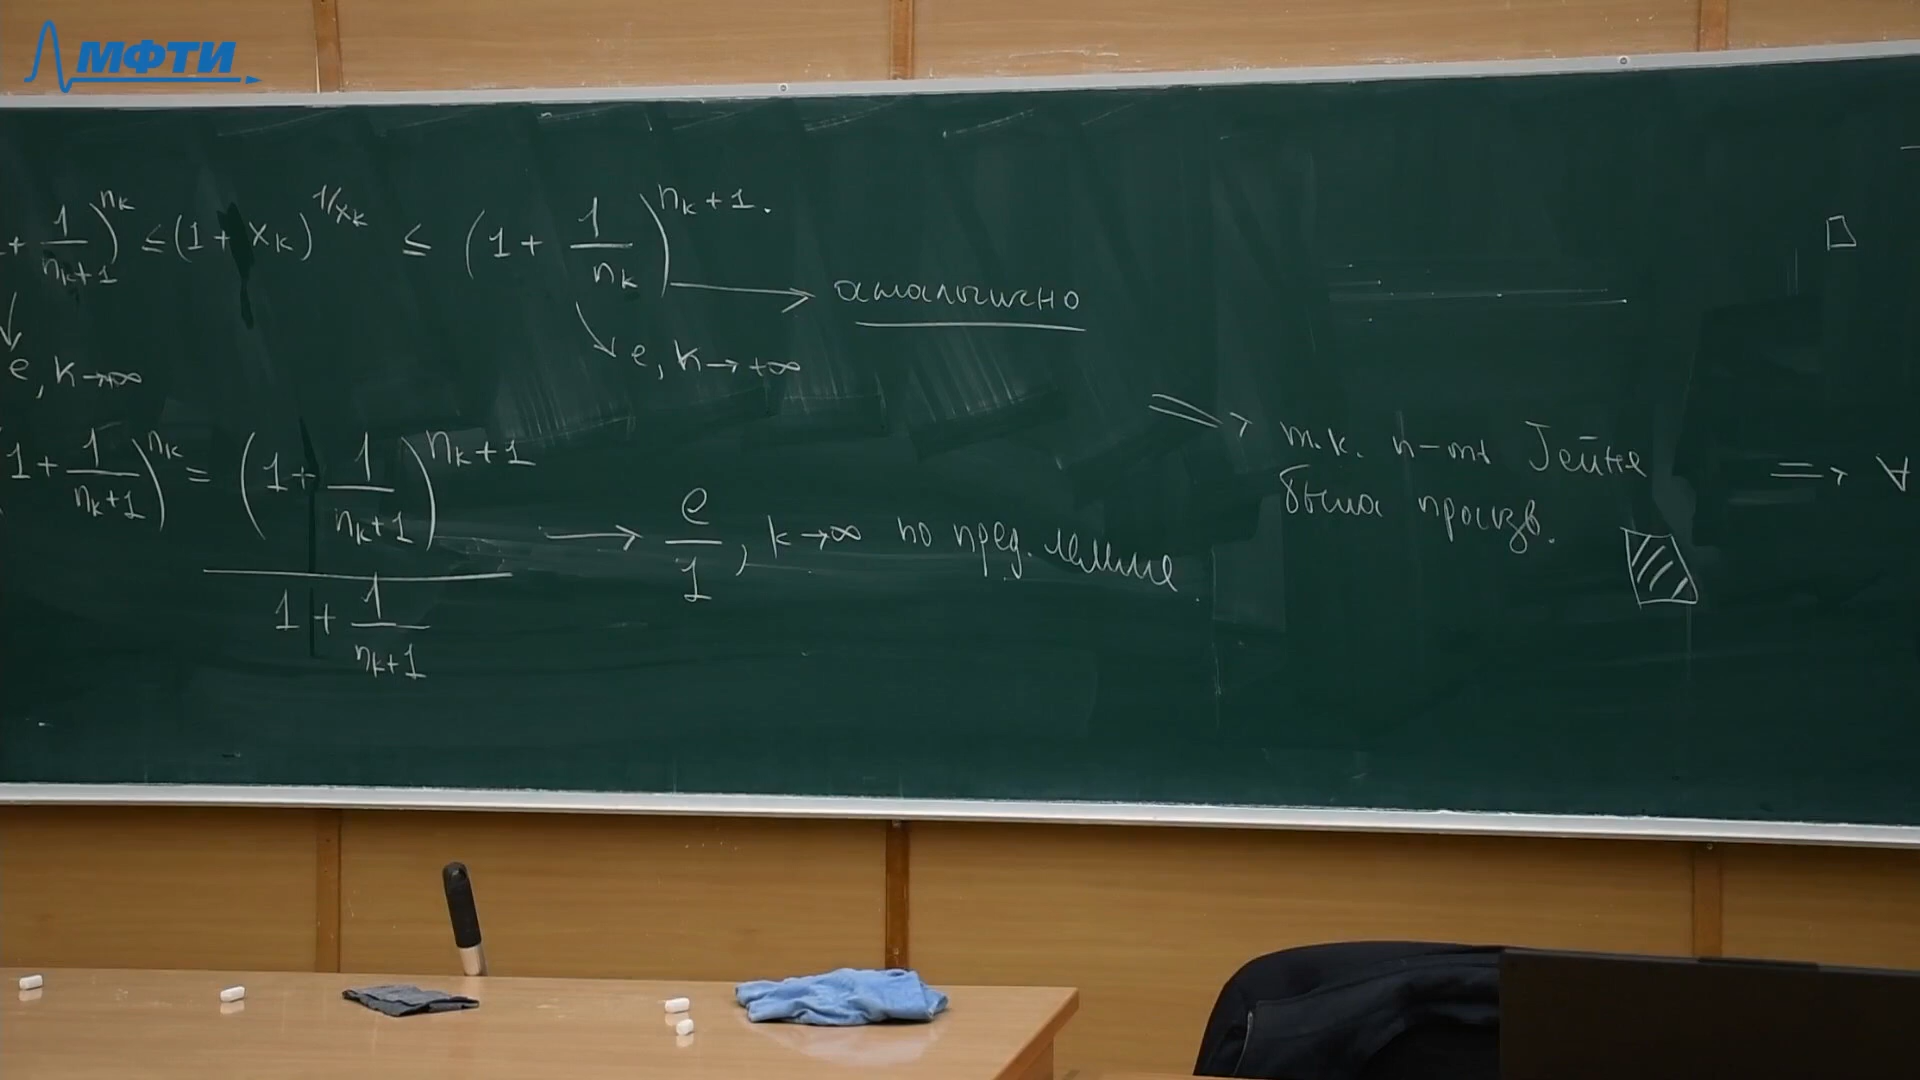 МФТИ
+ 1/(n_k+1))^{n_k} ≤ (1 + x_k)^{1/x_k} ≤ (1 + 1/n_k)^{n_k+1}. → аналогично
e, k→+∞
e, k→+∞
(1 + 1/(n_k+1))^{n_k} = (1 + 1/(n_k+1))^{n_k+1} / (1 + 1/(n_k+1)) → e/1, k→∞ по пред. лемме.
⇒ т.к. п-ть Гейне
была произв.
⇒ ∀